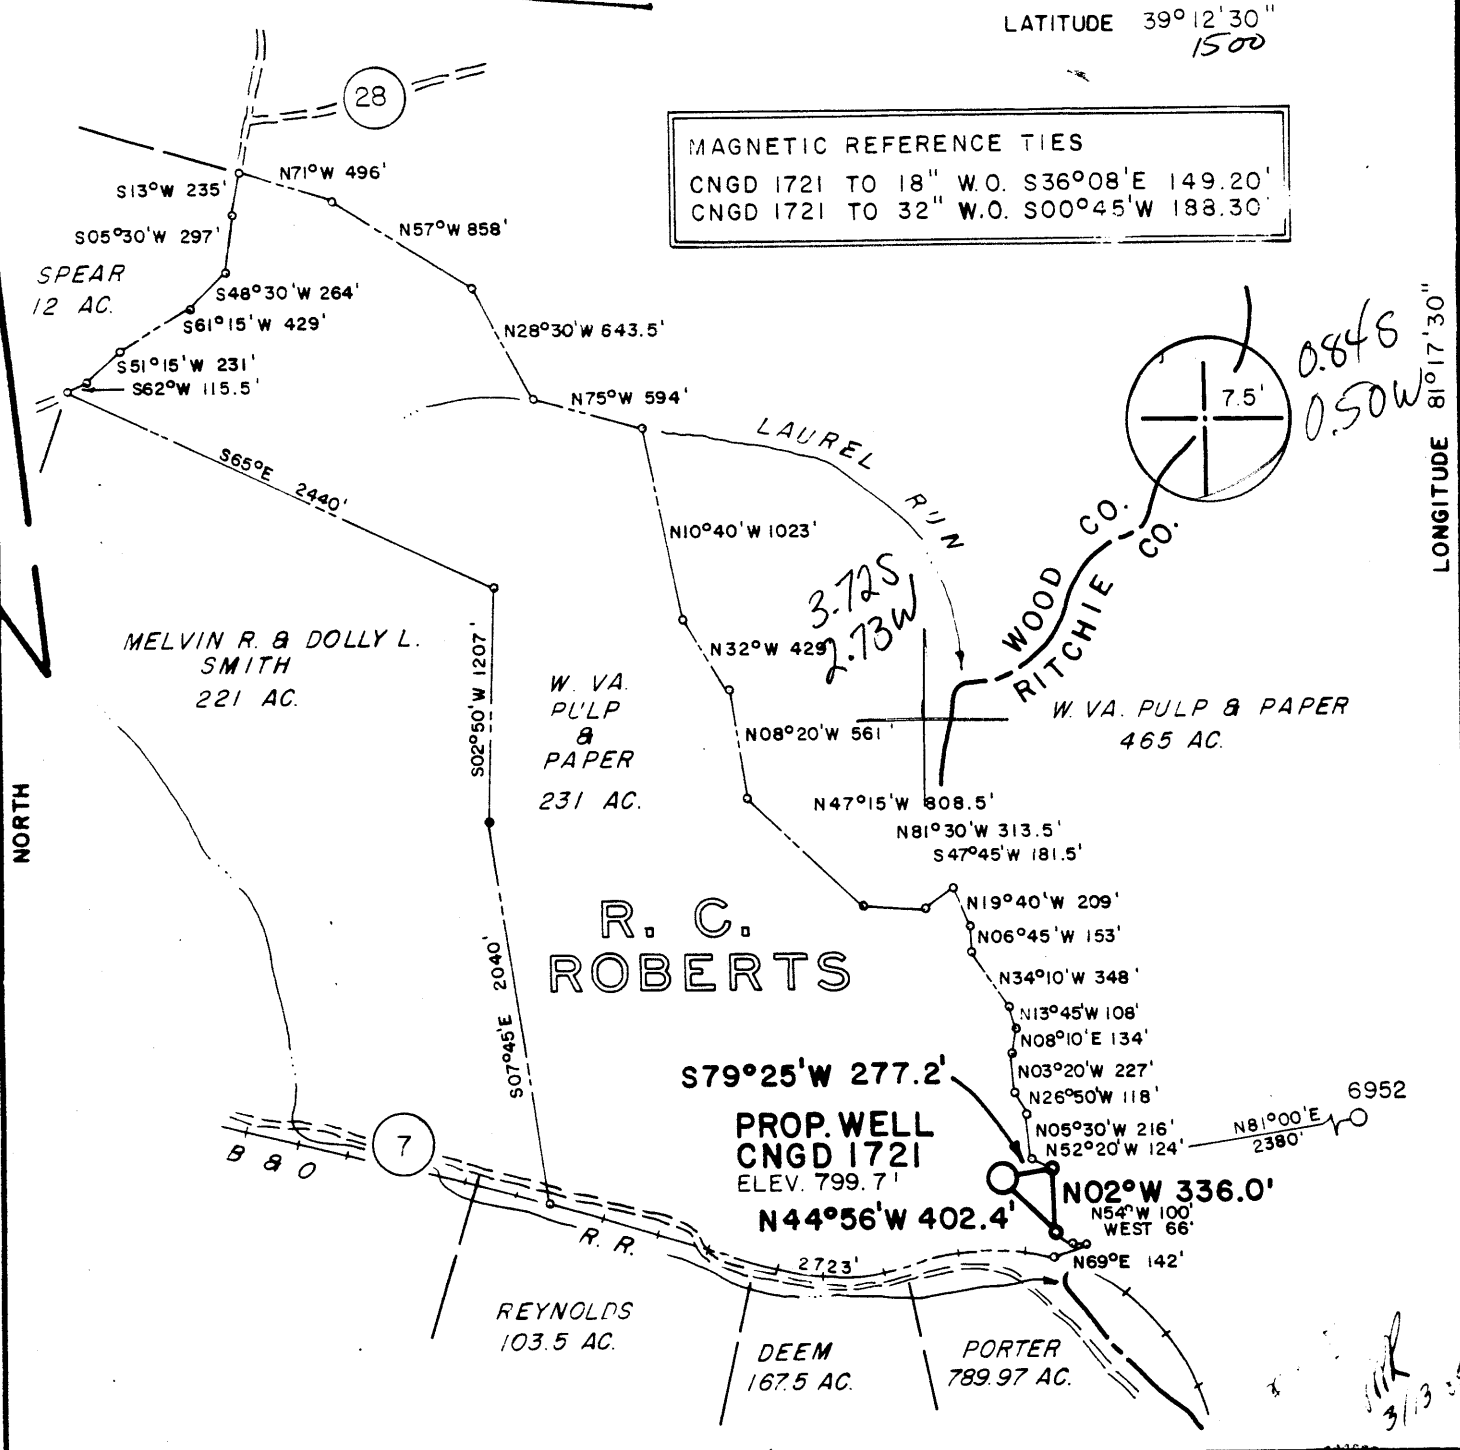 LATITUDE 39° 12' 30"
1500
28
MAGNETIC REFERENCE TIES
CNGD 1721 TO 18" W.O. S36°08'E 149.20'
CNGD 1721 TO 32" W.O. S00°45'W 188.30'
S13°W 235'
N71°W 496'
S05°30'W 297'
N57°W 858'
SPEAR
12 AC.
S48°30'W 264'
S61°15'W 429'
N28°30'W 643.5'
S51°15'W 231'
S62°W 115.5'
N75°W 594'
7.5'
0.84S
0.50W
LONGITUDE 81°17'30"
LAUREL RUN
S65°E 2440'
N10°40'W 1023'
WOOD CO.
RITCHIE CO.
3.72S
2.73W
MELVIN R. & DOLLY L.
SMITH
221 AC.
S02°50'W 1207'
N32°W 429'
W. VA.
PULP
&
PAPER
231 AC.
N08°20'W 561'
W. VA. PULP & PAPER
465 AC.
NORTH
N47°15'W 808.5'
N81°30'W 313.5'
S47°45'W 181.5'
R. C.
ROBERTS
N19°40'W 209'
N06°45'W 153'
N34°10'W 348'
N13°45'W 108'
N08°10'E 134'
N03°20'W 227'
N26°50'W 118'
N05°30'W 216'
N52°20'W 124'
S07°45'E 2040'
S79°25'W 277.2'
PROP. WELL
CNGD 1721
ELEV. 799.7'
N44°56'W 402.4'
6952
N81°00'E
2380'
N02°W 336.0'
N54°W 100'
WEST 66'
N69°E 142'
7
B & O
R. R.
2723'
REYNOLDS
103.5 AC.
DEEM
167.5 AC.
PORTER
789.97 AC.
3/13